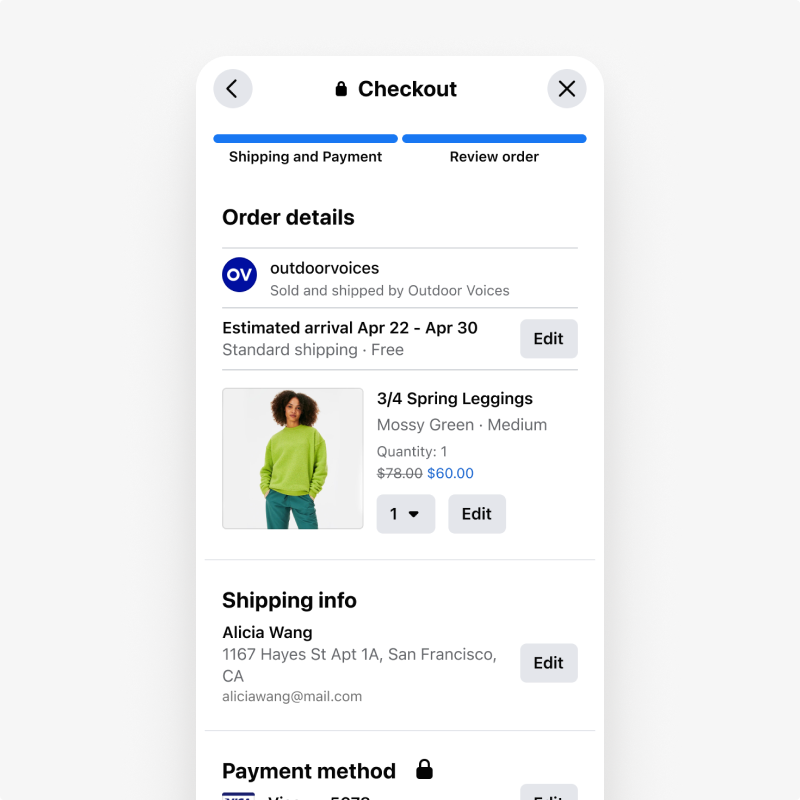 Checkout
Shipping and Payment
Review order
Order details
OV
outdoorvoices
Sold and shipped by Outdoor Voices
Estimated arrival Apr 22 - Apr 30
Standard shipping · Free
Edit
3/4 Spring Leggings
Mossy Green · Medium
Quantity: 1
$78.00 $60.00
1
Edit
Shipping info
Alicia Wang
1167 Hayes St Apt 1A, San Francisco,
CA
aliciawang@mail.com
Edit
Payment method
Edit